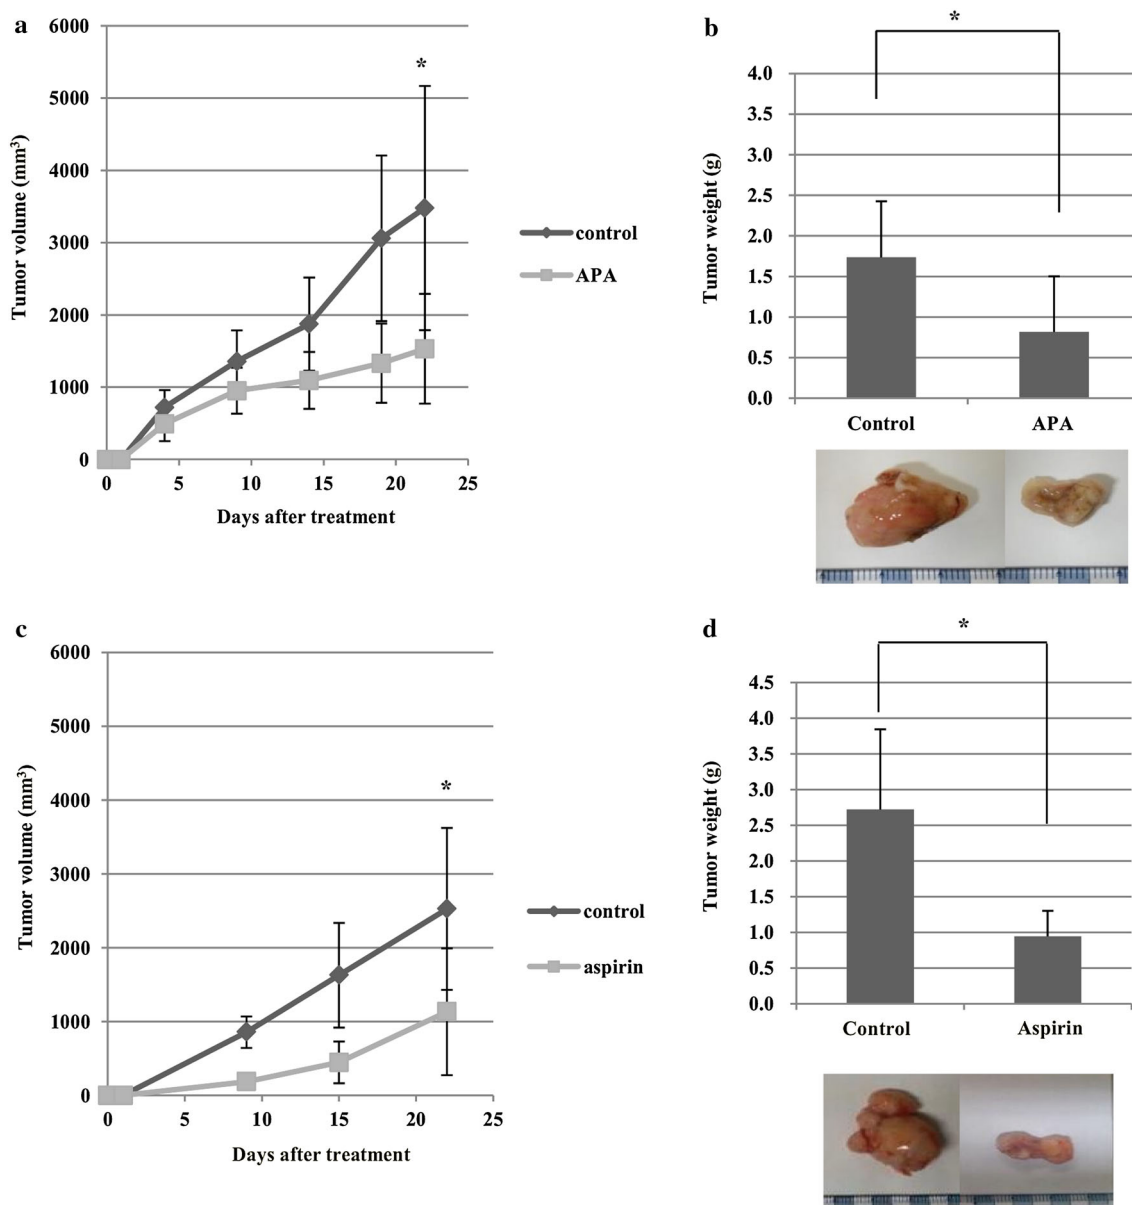 a
6000
5000
4000
3000
2000
1000
0
0 5 10 15 20 25
Tumor volume (mm³)
Days after treatment
*
control
APA
b
*
4.0
3.5
3.0
2.5
2.0
1.5
1.0
0.5
0.0
Tumor weight (g)
Control APA
c
6000
5000
4000
3000
2000
1000
0
0 5 10 15 20 25
Tumor volume (mm³)
Days after treatment
*
control
aspirin
d
*
4.5
4.0
3.5
3.0
2.5
2.0
1.5
1.0
0.5
0.0
Tumor weight (g)
Control Aspirin